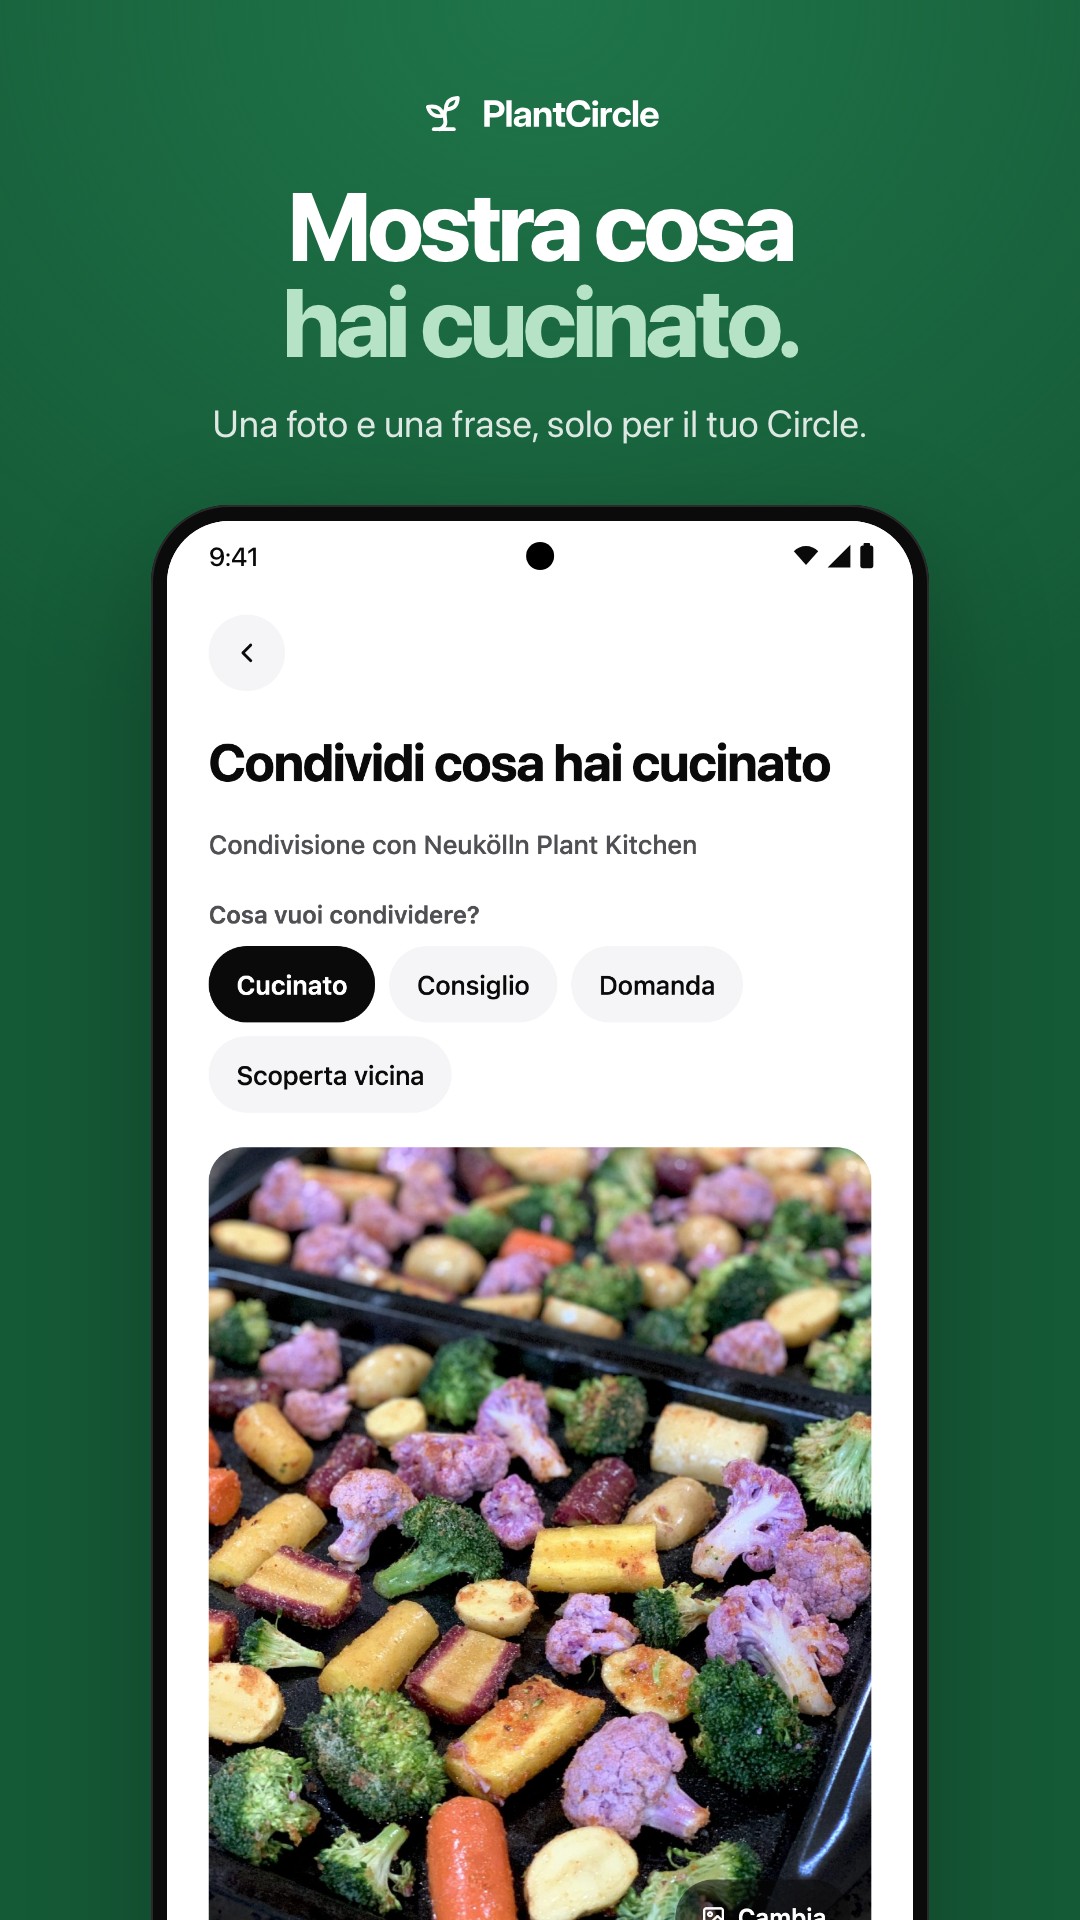 PlantCircle
Mostra cosa
hai cucinato.
Una foto e una frase, solo per il tuo Circle.
9:41
Condividi cosa hai cucinato
Condivisione con Neukölln Plant Kitchen
Cosa vuoi condividere?
Cucinato
Consiglio
Domanda
Scoperta vicina
Cambia